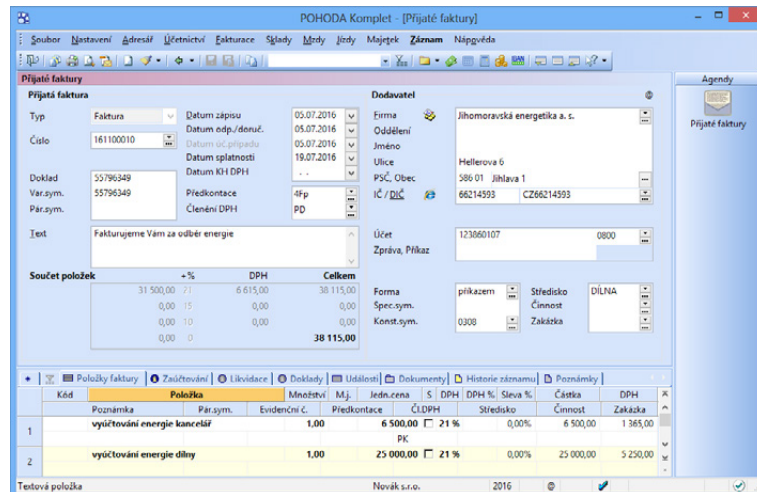 POHODA Komplet - [Přijaté faktury]
Soubor Nastavení Adresář Účetnictví Fakturace Sklady Mzdy Jízdy Majetek Záznam Nápověda
Přijaté faktury
Agendy
Přijaté faktury
Přijatá faktura
Dodavatel
Typ Faktura
Číslo 161100010
Doklad 55796349
Var.sym. 55796349
Pár.sym.
Datum zápisu 05.07.2016
Datum odp./doruč. 05.07.2016
Datum úč.případu 05.07.2016
Datum splatnosti 19.07.2016
Datum KH DPH . .
Předkontace 4Fp
Členění DPH PD
Firma Jihomoravská energetika a. s.
Oddělení
Jméno
Ulice Hellerova 6
PSČ, Obec 586 01 Jihlava 1
IČ / DIČ 66214593 CZ66214593
Text Fakturujeme Vám za odběr energie
Účet 123860107 0800
Zpráva, Příkaz
Součet položek +% DPH Celkem
31 500,00 21 6 615,00 38 115,00
0,00 15 0,00 0,00
0,00 10 0,00 0,00
0,00 0 38 115,00
Forma příkazem Středisko DÍLNA
Spec.sym. Činnost
Konst.sym. 0308 Zakázka
Položky faktury Zaúčtování Likvidace Doklady Události Dokumenty Historie záznamu Poznámky
Kód Položka Množství M.j. Jedn.cena S DPH DPH % Sleva % Částka DPH
Poznámka Pár.sym. Evidenční č. Předkontace Čl.DPH Středisko Činnost Zakázka
1 vyúčtování energie kancelář 1,00 6 500,00 21 % 0,00% 6 500,00 1 365,00
PK
2 vyúčtování energie dílny 1,00 25 000,00 21 % 0,00% 25 000,00 5 250,00
Textová položka Novák s.r.o. 2016 @